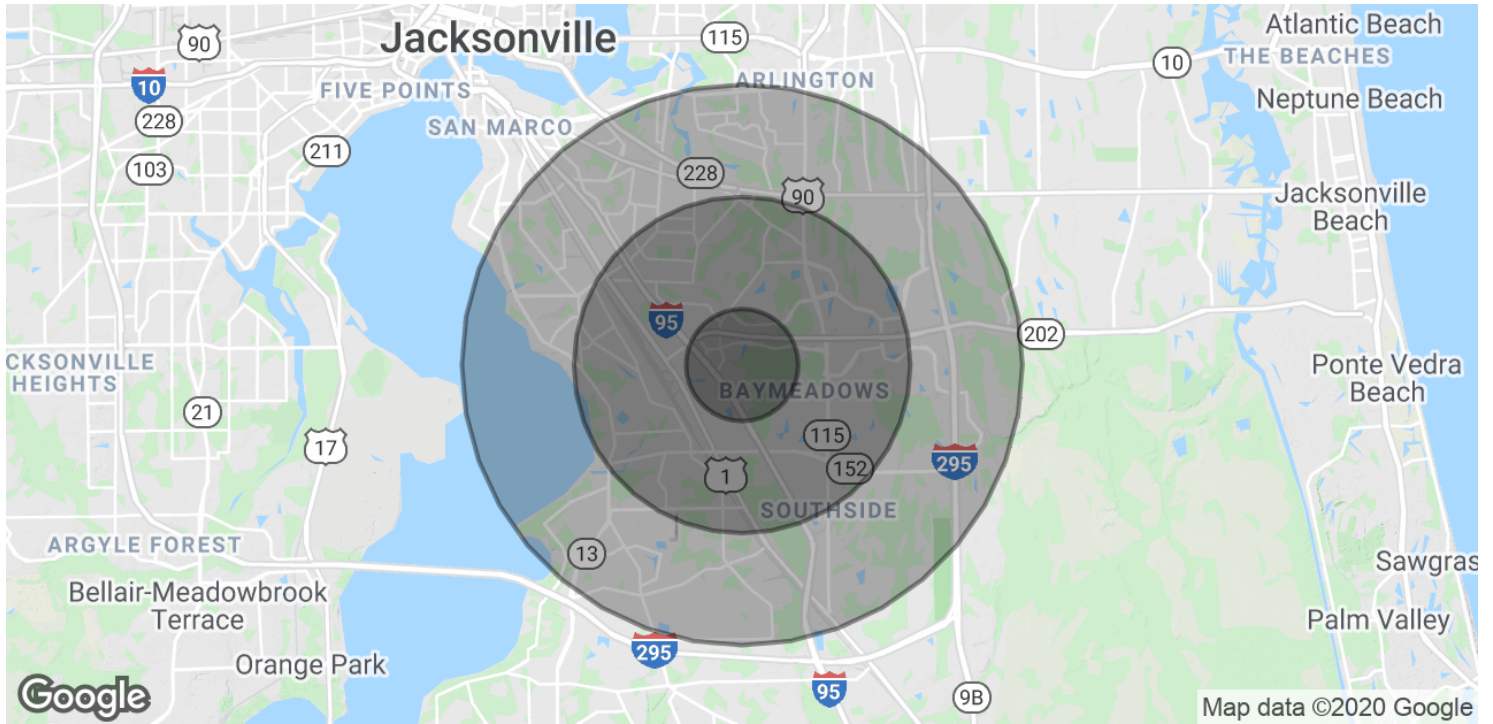 Jacksonville
115
Atlantic Beach
90
10
THE BEACHES
10
FIVE POINTS
ARLINGTON
Neptune Beach
228
SAN MARCO
211
103
228
90
Jacksonville
Beach
95
202
CKSONVILLE
HEIGHTS
BAYMEADOWS
Ponte Vedra
Beach
21
17
115
295
152
1
SOUTHSIDE
ARGYLE FOREST
13
Sawgras
Bellair-Meadowbrook
Terrace
Palm Valley
295
Orange Park
95
9B
Google
Map data ©2020 Google